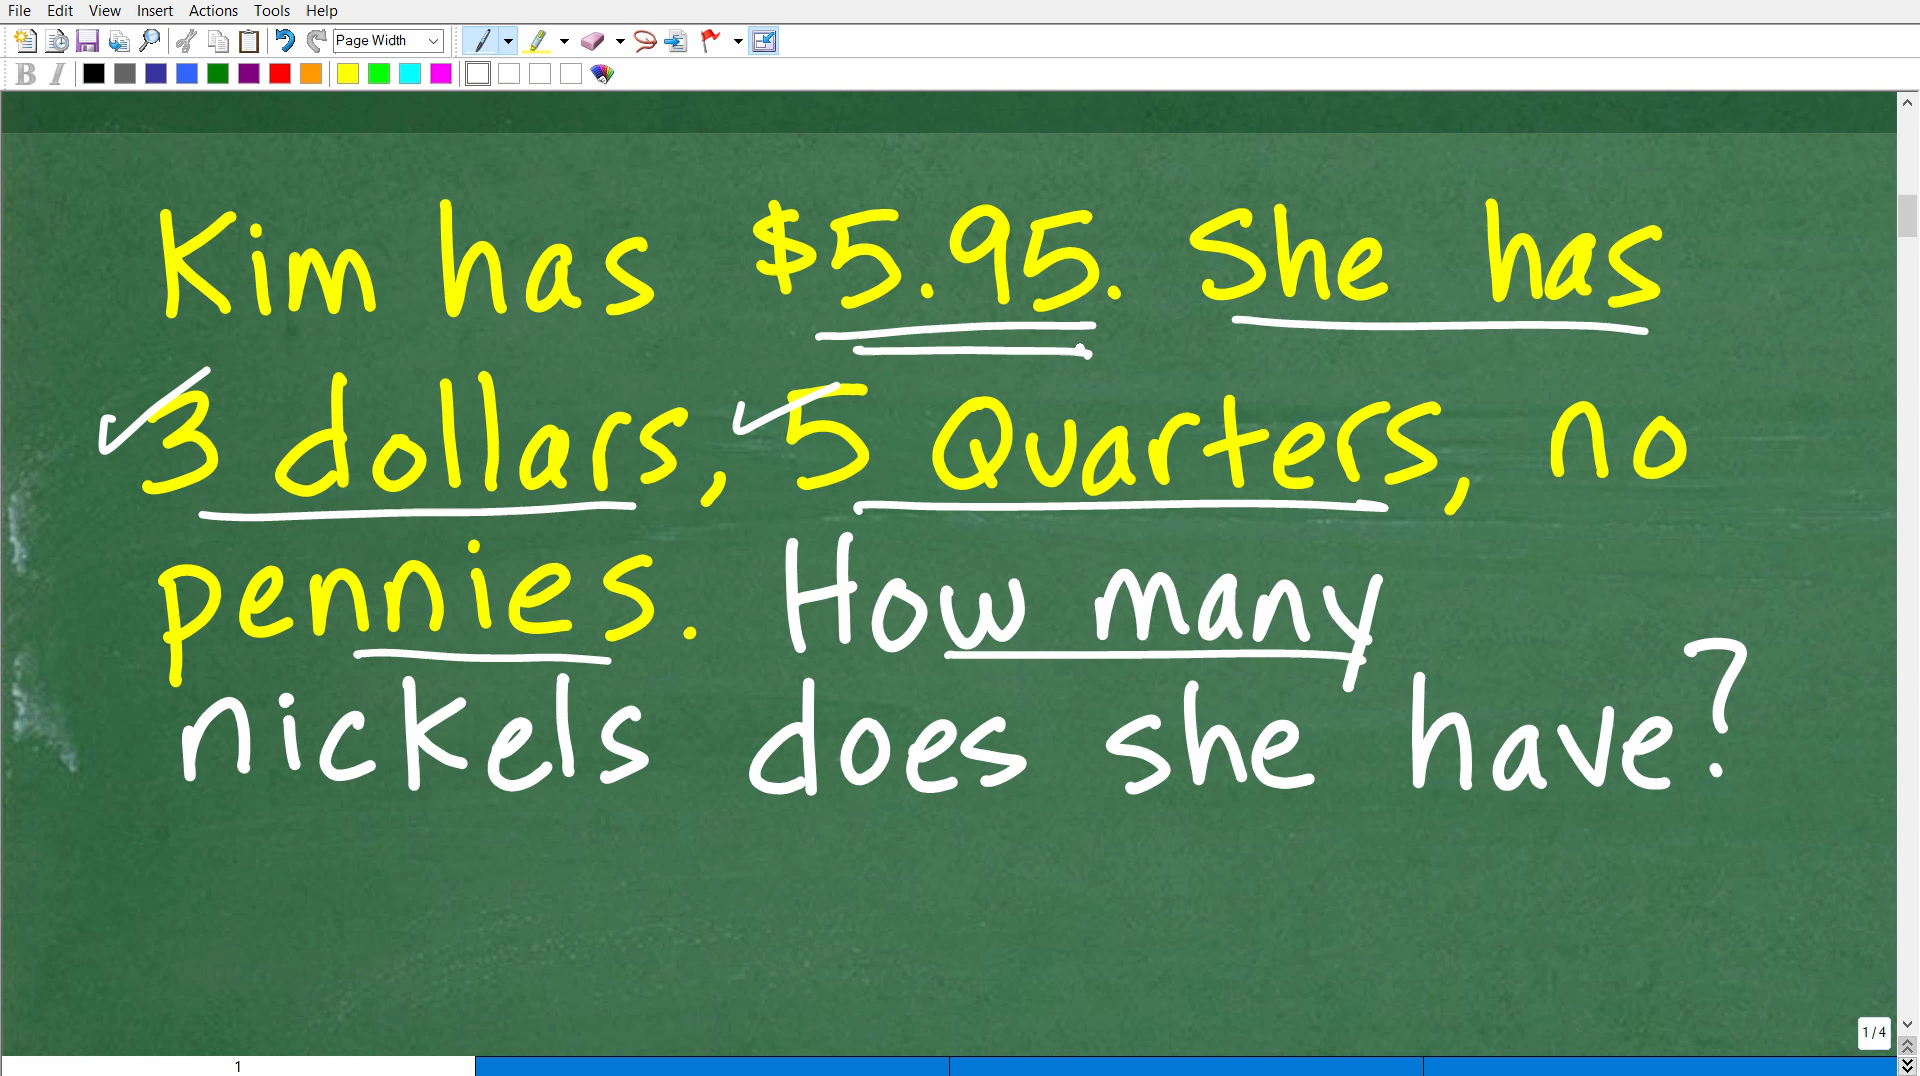 File Edit View Insert Actions Tools Help
Page Width
B I
Kim has $5.95. She has
3 dollars, 5 Quarters, no
pennies. How many
nickels does she have?
1 / 4
1